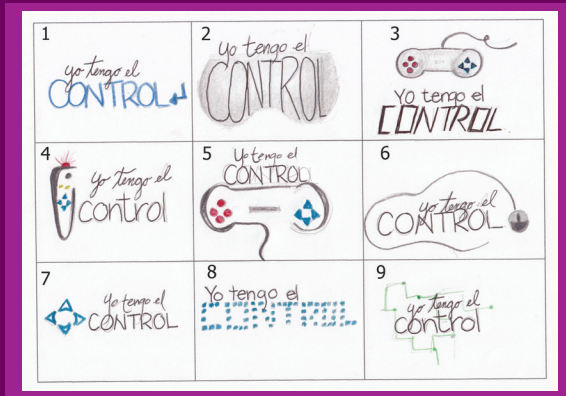 1
yo tengo el
CONTROL
2
yo tengo el
CONTROL
3
Yo tengo el
CONTROL
4
yo tengo el
control
5
Yo tengo el
CONTROL
6
yo tengo el
CONTROL
7
yo tengo el
CONTROL
8
Yo tengo el
CONTROL
9
yo tengo el
control